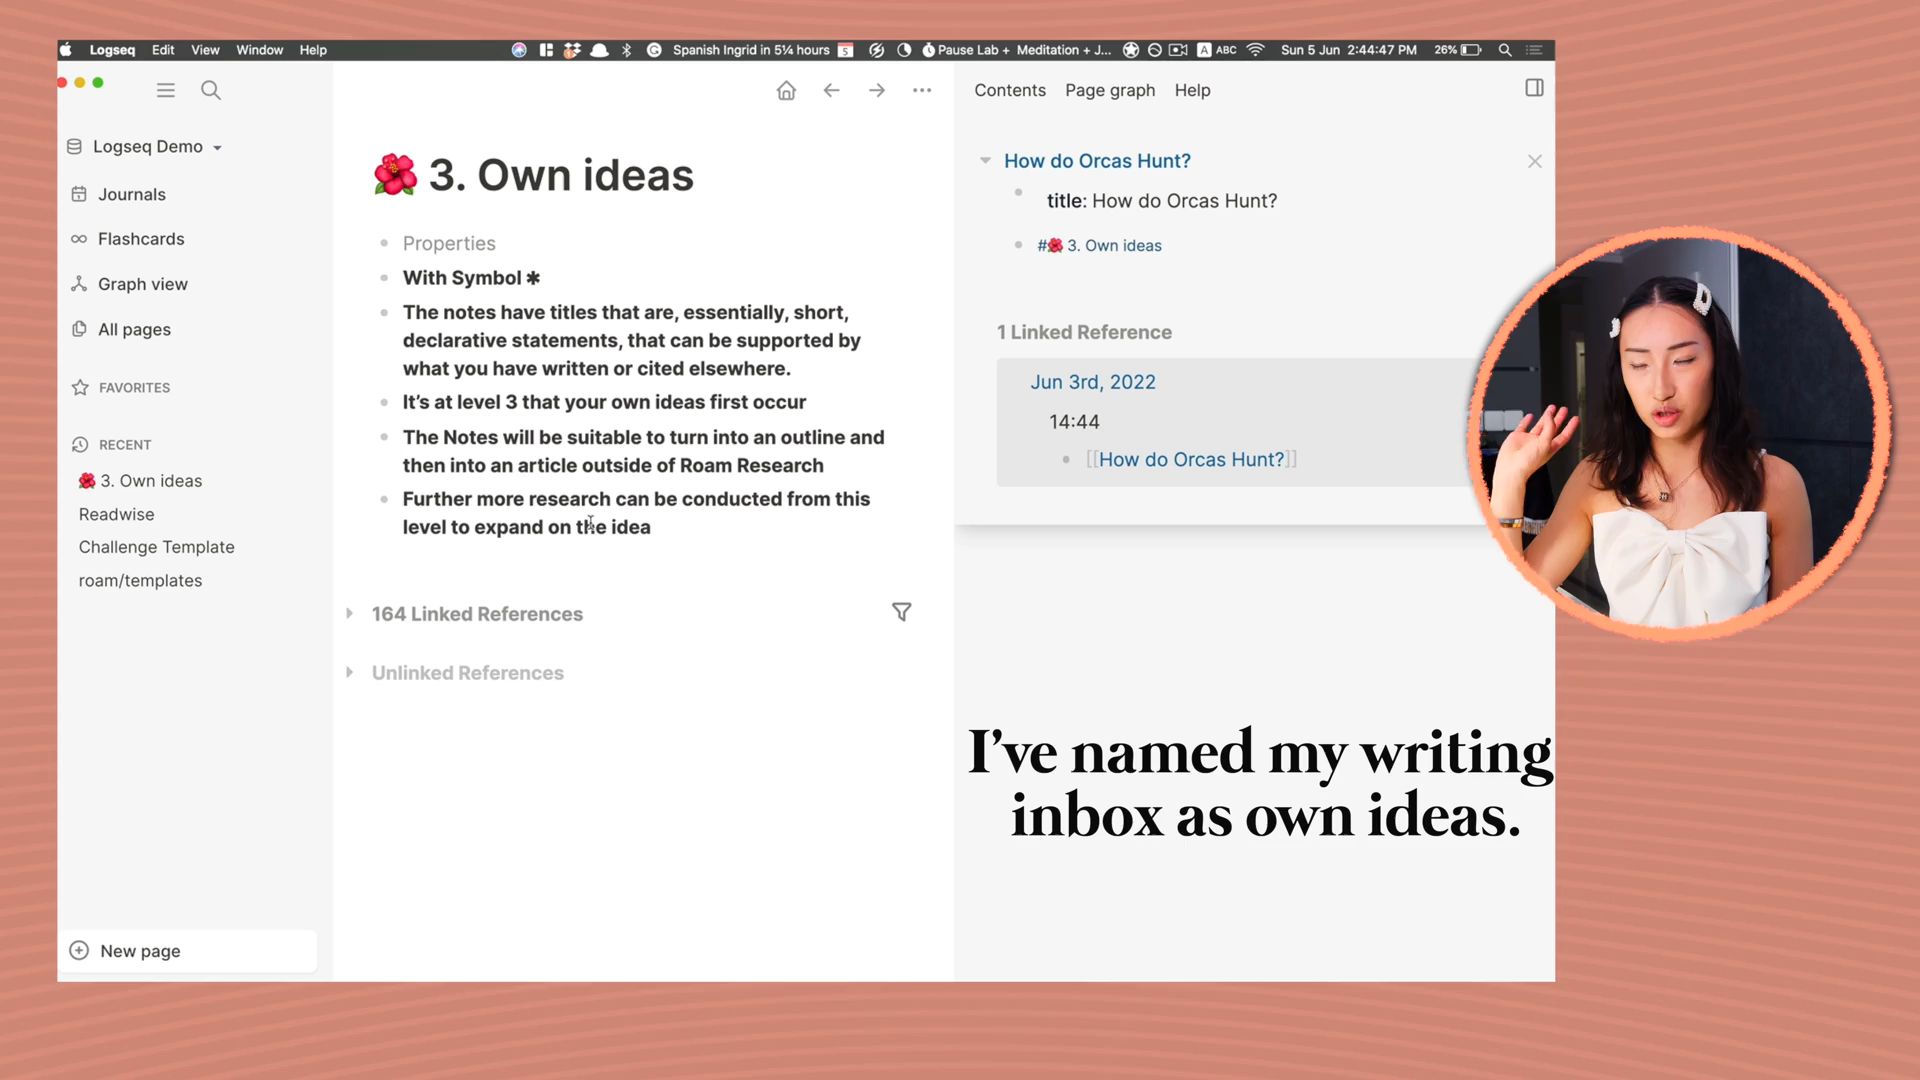 Logseq Edit View Window Help
Spanish Ingrid in 5¼ hours 5 Pause Lab + Meditation + J... A ABC Sun 5 Jun 2:44:47 PM 26%
Contents Page graph Help
Logseq Demo
Journals
Flashcards
Graph view
All pages
FAVORITES
RECENT
🌺 3. Own ideas
Readwise
Challenge Template
roam/templates
New page
🌺 3. Own ideas
Properties
With Symbol ✱
The notes have titles that are, essentially, short,
declarative statements, that can be supported by
what you have written or cited elsewhere.
It's at level 3 that your own ideas first occur
The Notes will be suitable to turn into an outline and
then into an article outside of Roam Research
Further more research can be conducted from this
level to expand on the idea
164 Linked References
Unlinked References
How do Orcas Hunt?
title: How do Orcas Hunt?
#🌺 3. Own ideas
1 Linked Reference
Jun 3rd, 2022
14:44
[[How do Orcas Hunt?]]
I've named my writing
inbox as own ideas.